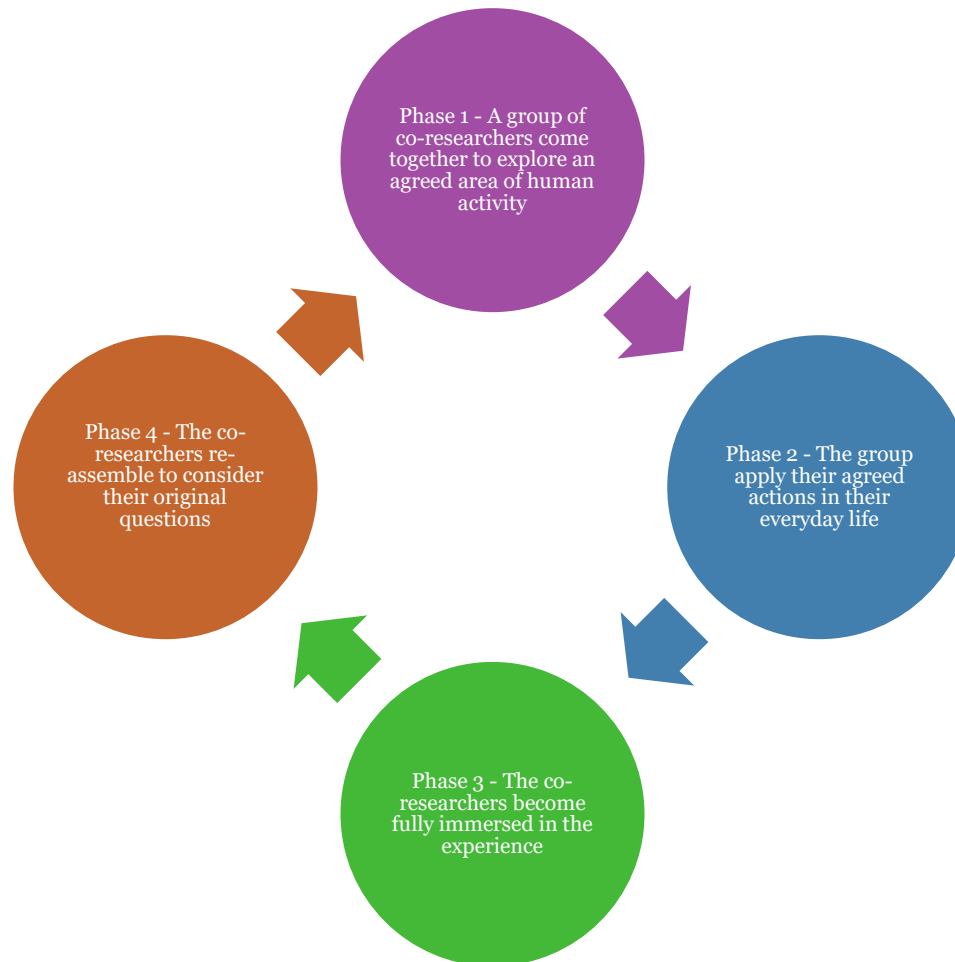 Phase 1 - A group of
co-researchers come
together to explore an
agreed area of human
activity
Phase 2 - The group
apply their agreed
actions in their
everyday life
Phase 3 - The co-
researchers become
fully immersed in the
experience
Phase 4 - The co-
researchers re-
assemble to consider
their original
questions